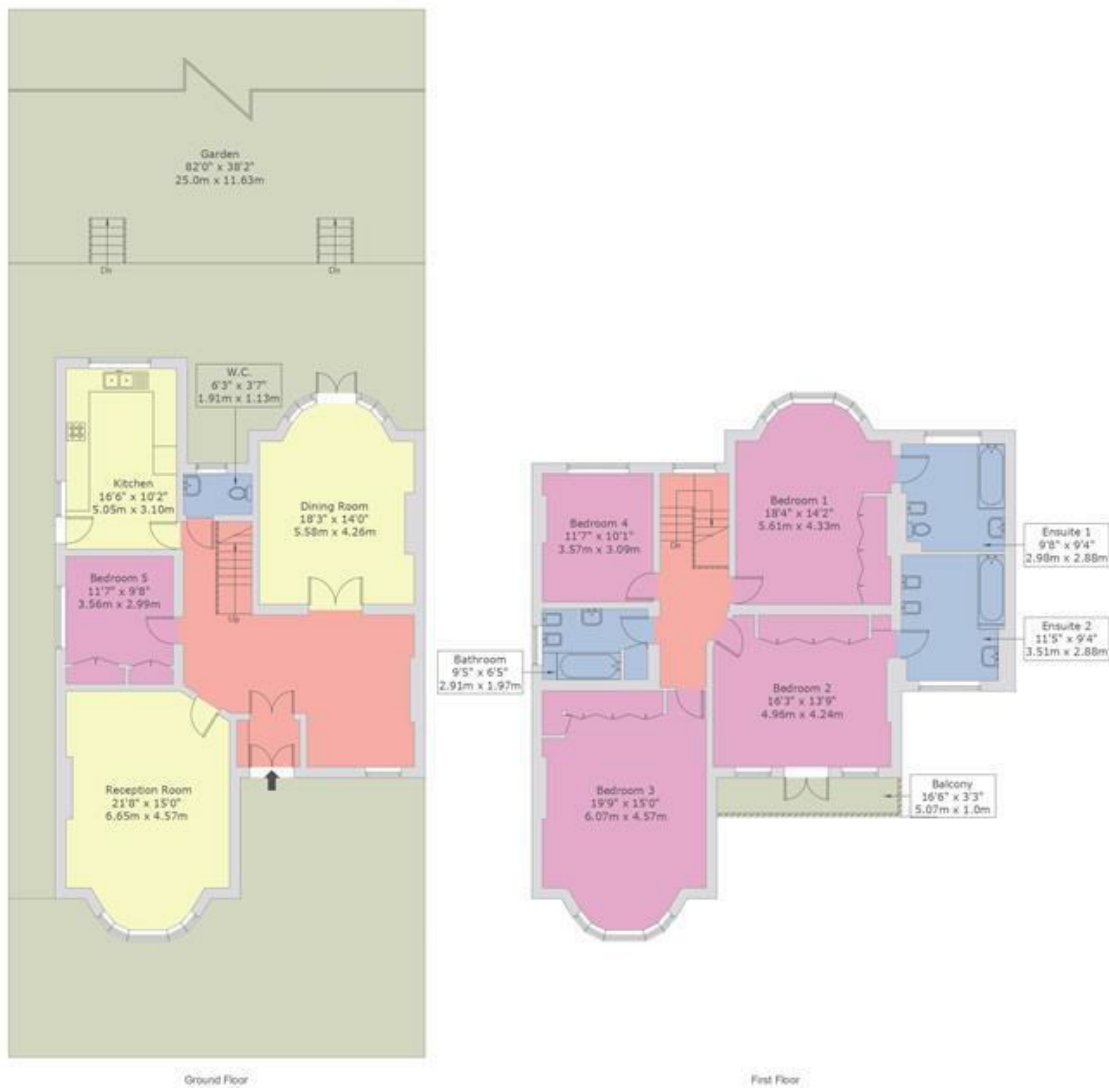 Garden
82'0" x 38'2"
25.0m x 11.63m
Dn
Dn
W.C.
6'3" x 3'7"
1.91m x 1.13m
Kitchen
16'6" x 10'2"
5.05m x 3.10m
Dining Room
18'3" x 14'0"
5.58m x 4.26m
Bedroom 5
11'7" x 9'8"
3.56m x 2.99m
Up
Reception Room
21'8" x 15'0"
6.65m x 4.57m
Ground Floor
Bedroom 4
11'7" x 10'1"
3.57m x 3.09m
Dn
Bedroom 1
18'4" x 14'2"
5.61m x 4.33m
Ensuite 1
9'8" x 9'4"
2.98m x 2.88m
Ensuite 2
11'5" x 9'4"
3.51m x 2.88m
Bathroom
9'5" x 6'5"
2.91m x 1.97m
Bedroom 2
16'3" x 13'9"
4.96m x 4.24m
Bedroom 3
19'9" x 15'0"
6.07m x 4.57m
Balcony
16'6" x 3'3"
5.07m x 1.0m
First Floor